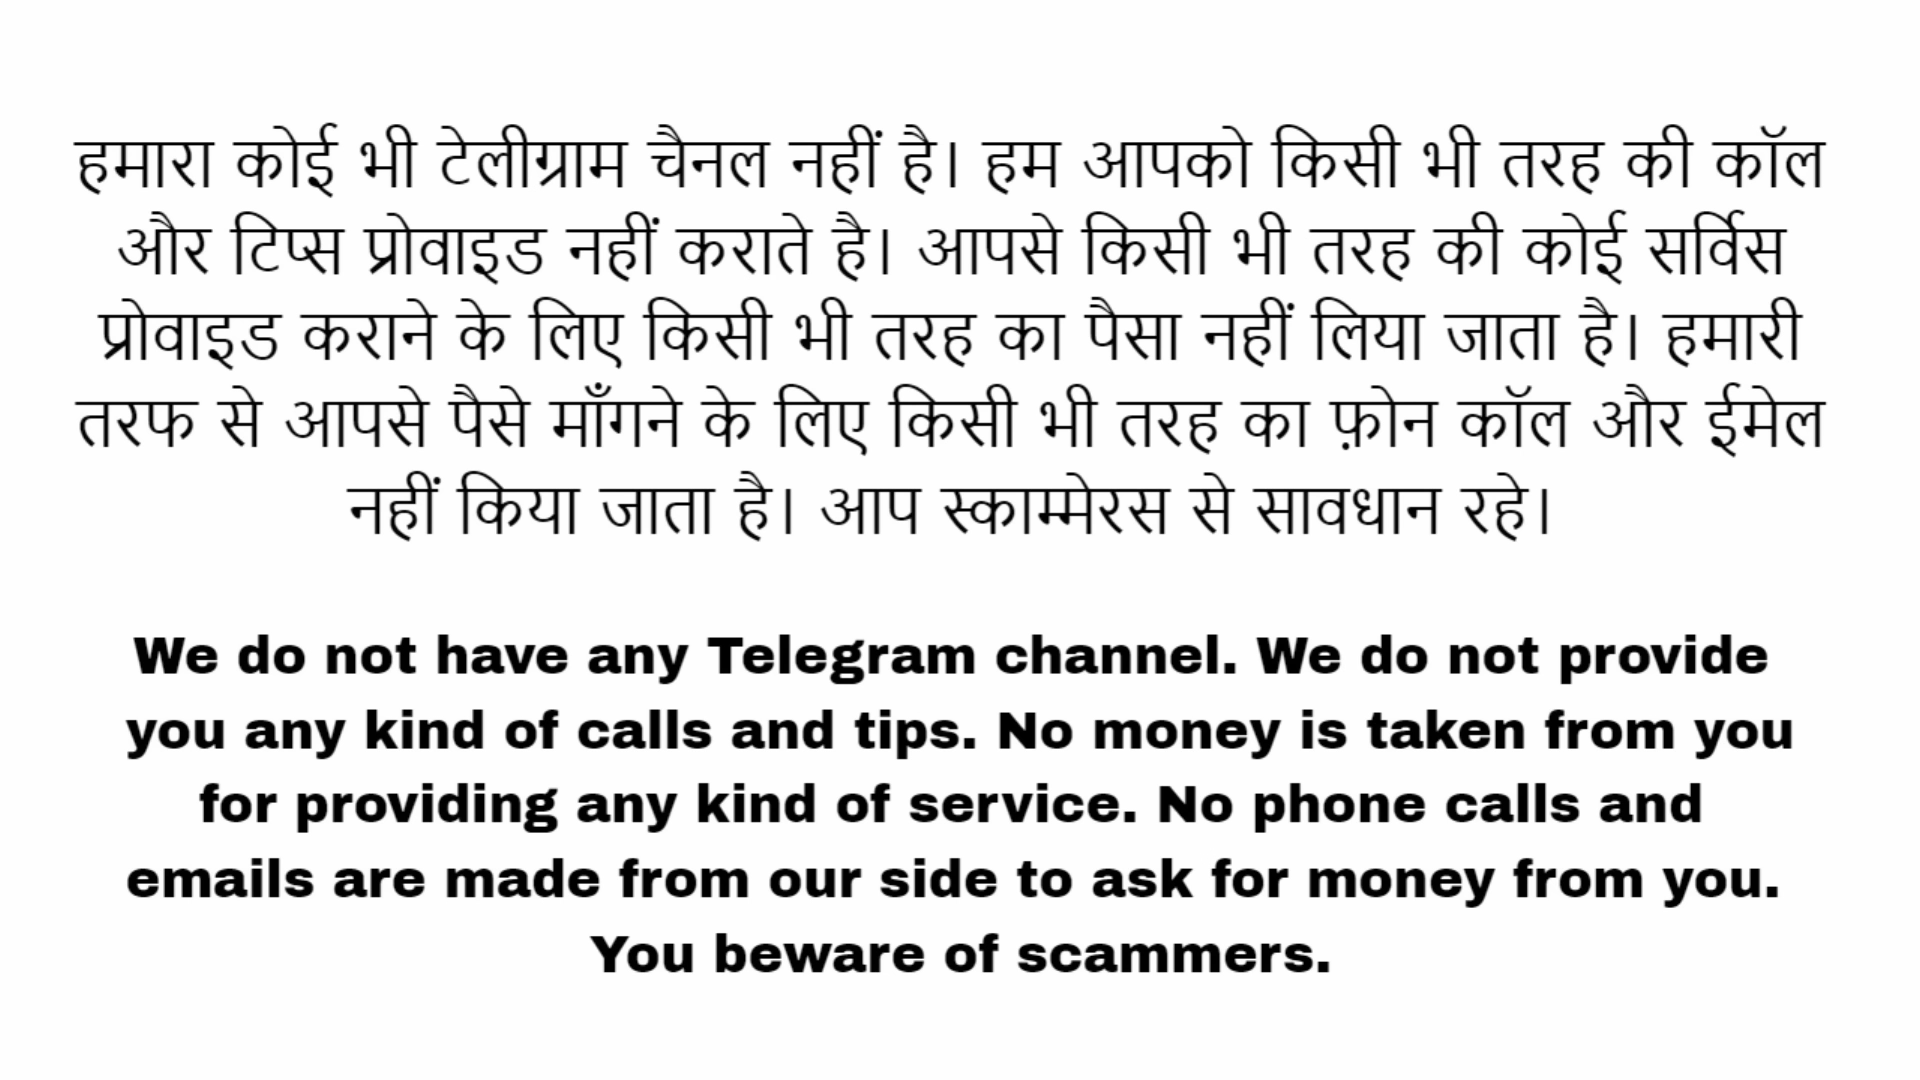 हमारा कोई भी टेलीग्राम चैनल नहीं है। हम आपको किसी भी तरह की कॉल
और टिप्स प्रोवाइड नहीं कराते है। आपसे किसी भी तरह की कोई सर्विस
प्रोवाइड कराने के लिए किसी भी तरह का पैसा नहीं लिया जाता है। हमारी
तरफ से आपसे पैसे माँगने के लिए किसी भी तरह का फ़ोन कॉल और ईमेल
नहीं किया जाता है। आप स्काम्मेरस से सावधान रहे।
We do not have any Telegram channel. We do not provide
you any kind of calls and tips. No money is taken from you
for providing any kind of service. No phone calls and
emails are made from our side to ask for money from you.
You beware of scammers.